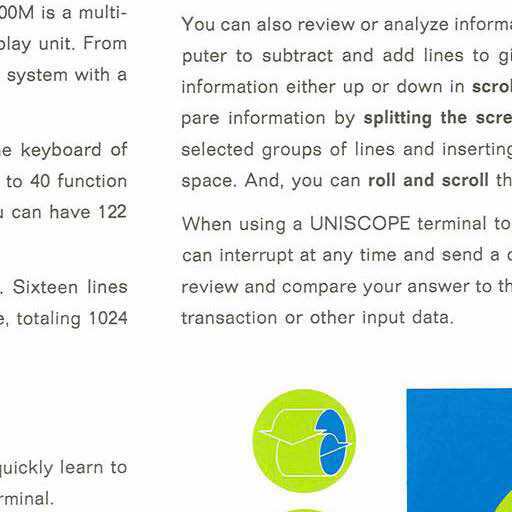 00M is a multi-
play unit. From
system with a
keyboard of
to 40 function
can have 122
. Sixteen lines
, totaling 1024
quickly learn to
rminal.
You can also review or analyze informa
puter to subtract and add lines to gi
information either up or down in scrol
pare information by splitting the scre
selected groups of lines and inserting
space. And, you can roll and scroll th
When using a UNISCOPE terminal to
can interrupt at any time and send a
review and compare your answer to th
transaction or other input data.